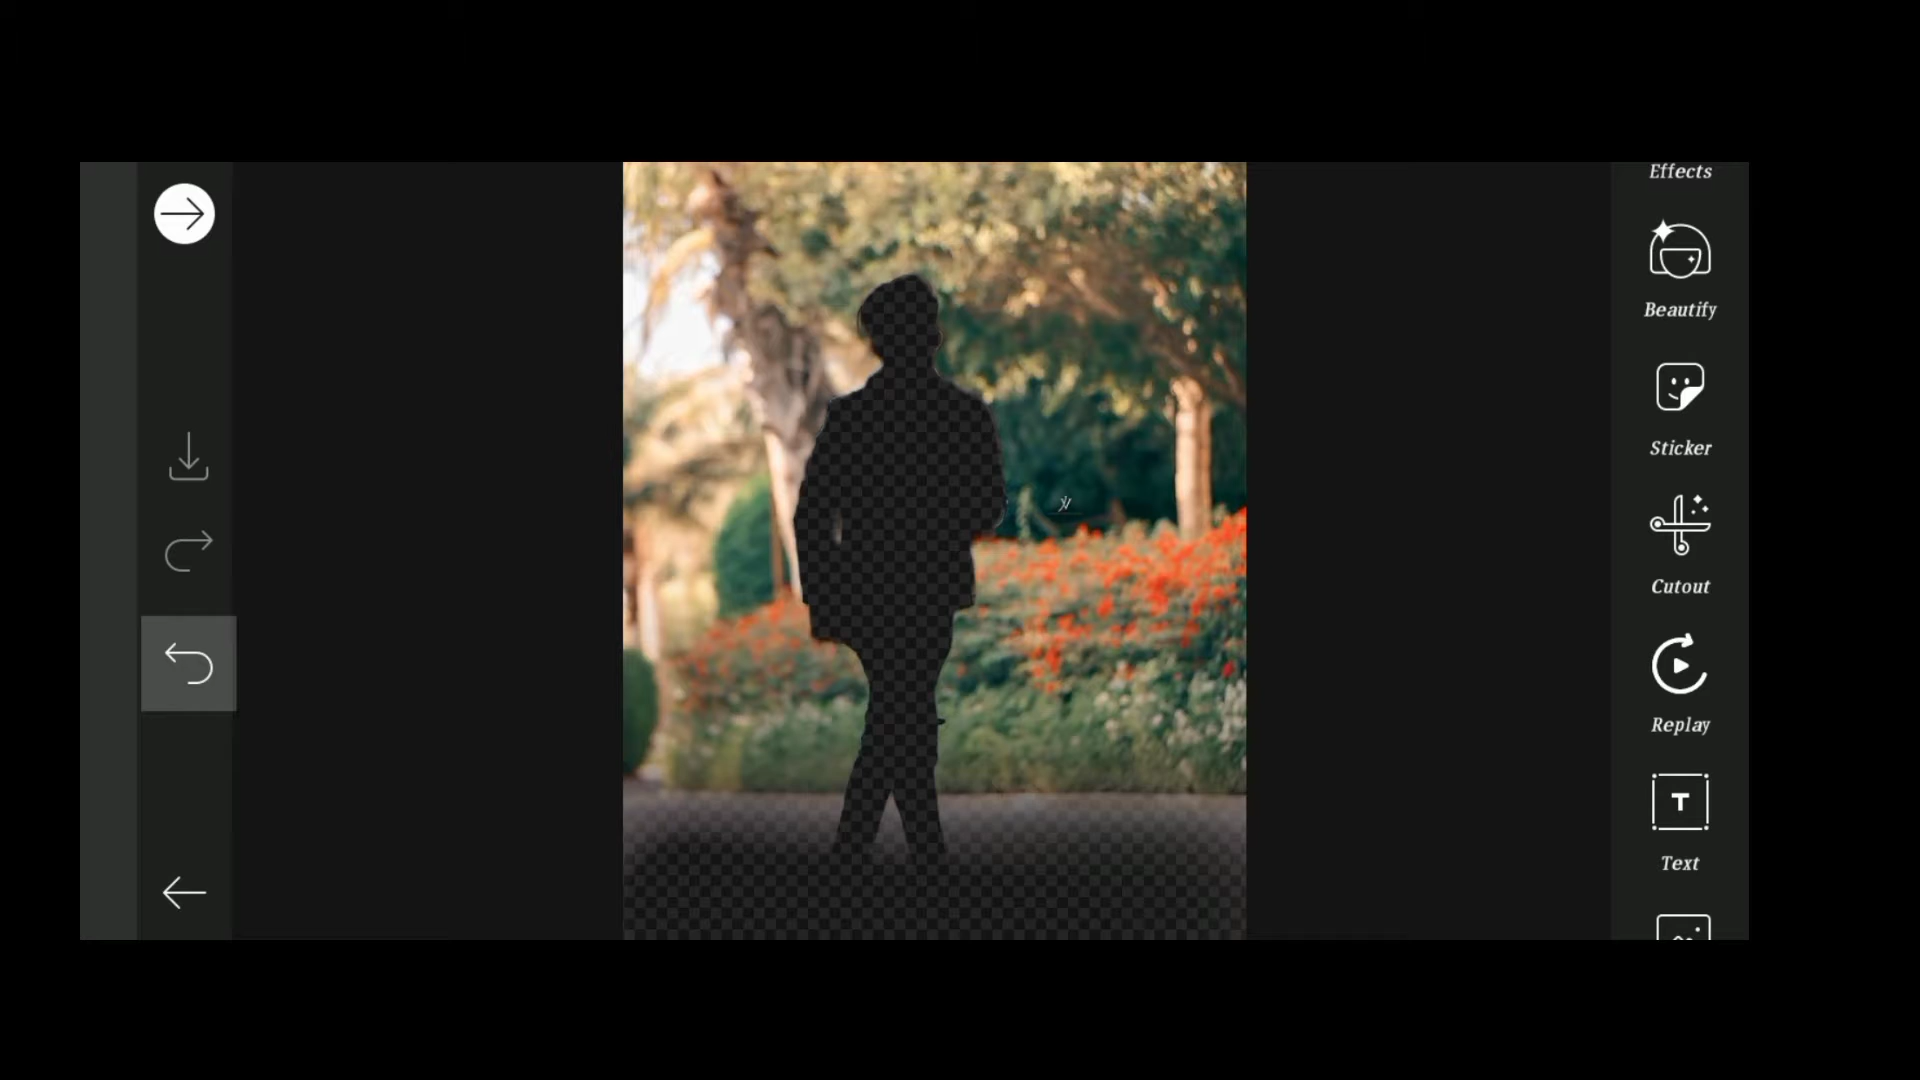 Effects
Beautify
Sticker
Cutout
Replay
T
Text